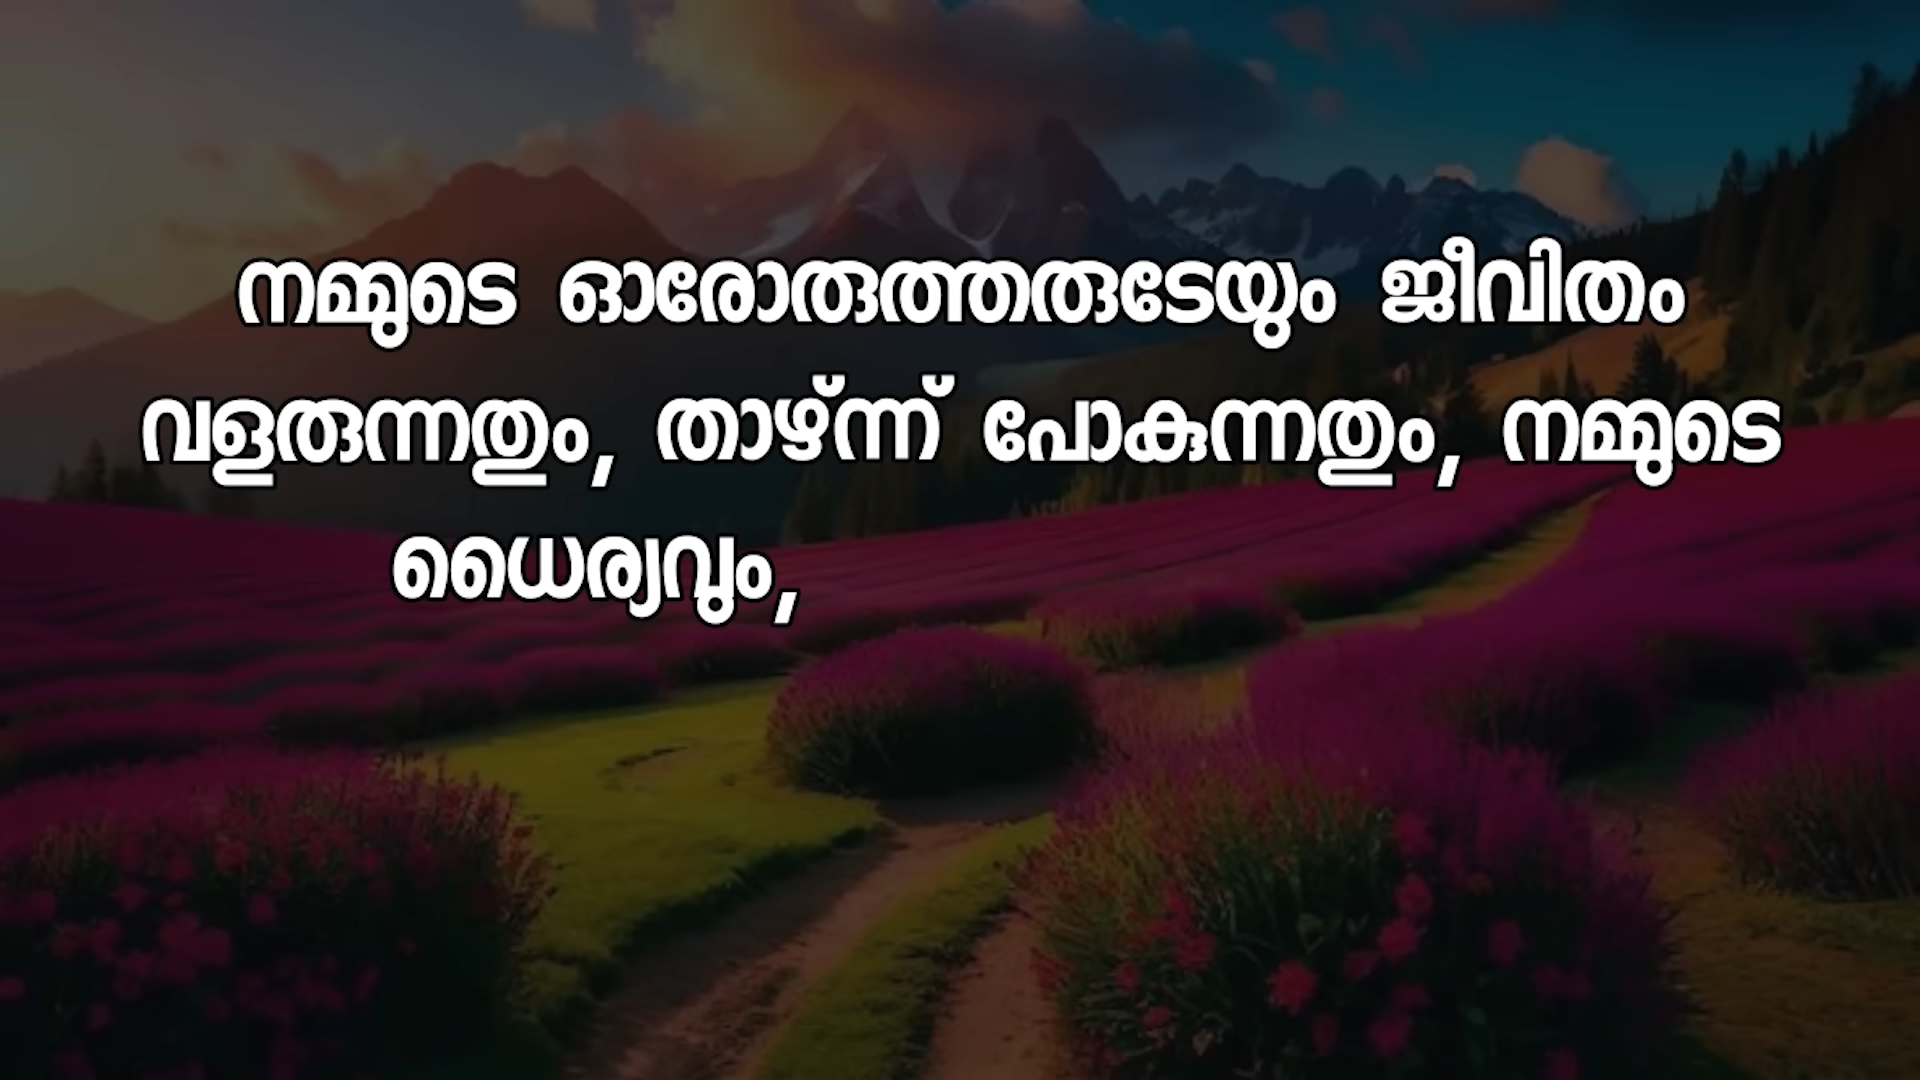 നമ്മുടെ ഓരോരുത്തരുടേയും ജീവിതം
വളരുന്നതും, താഴ്ന്ന് പോകുന്നതും, നമ്മുടെ
ധൈര്യവും,